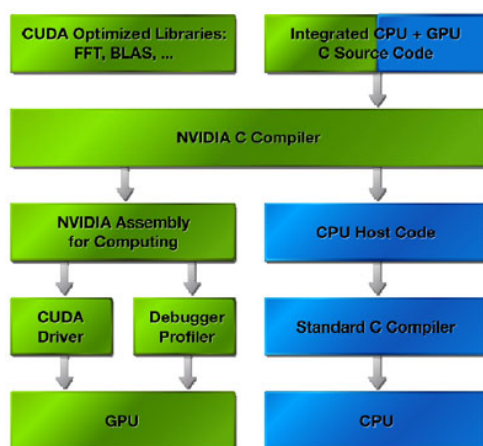 CUDA Optimized Libraries:
FFT, BLAS, ...
Integrated CPU + GPU
C Source Code
NVIDIA C Compiler
NVIDIA Assembly
for Computing
CPU Host Code
CUDA
Driver
Debugger
Profiler
Standard C Compiler
GPU
CPU